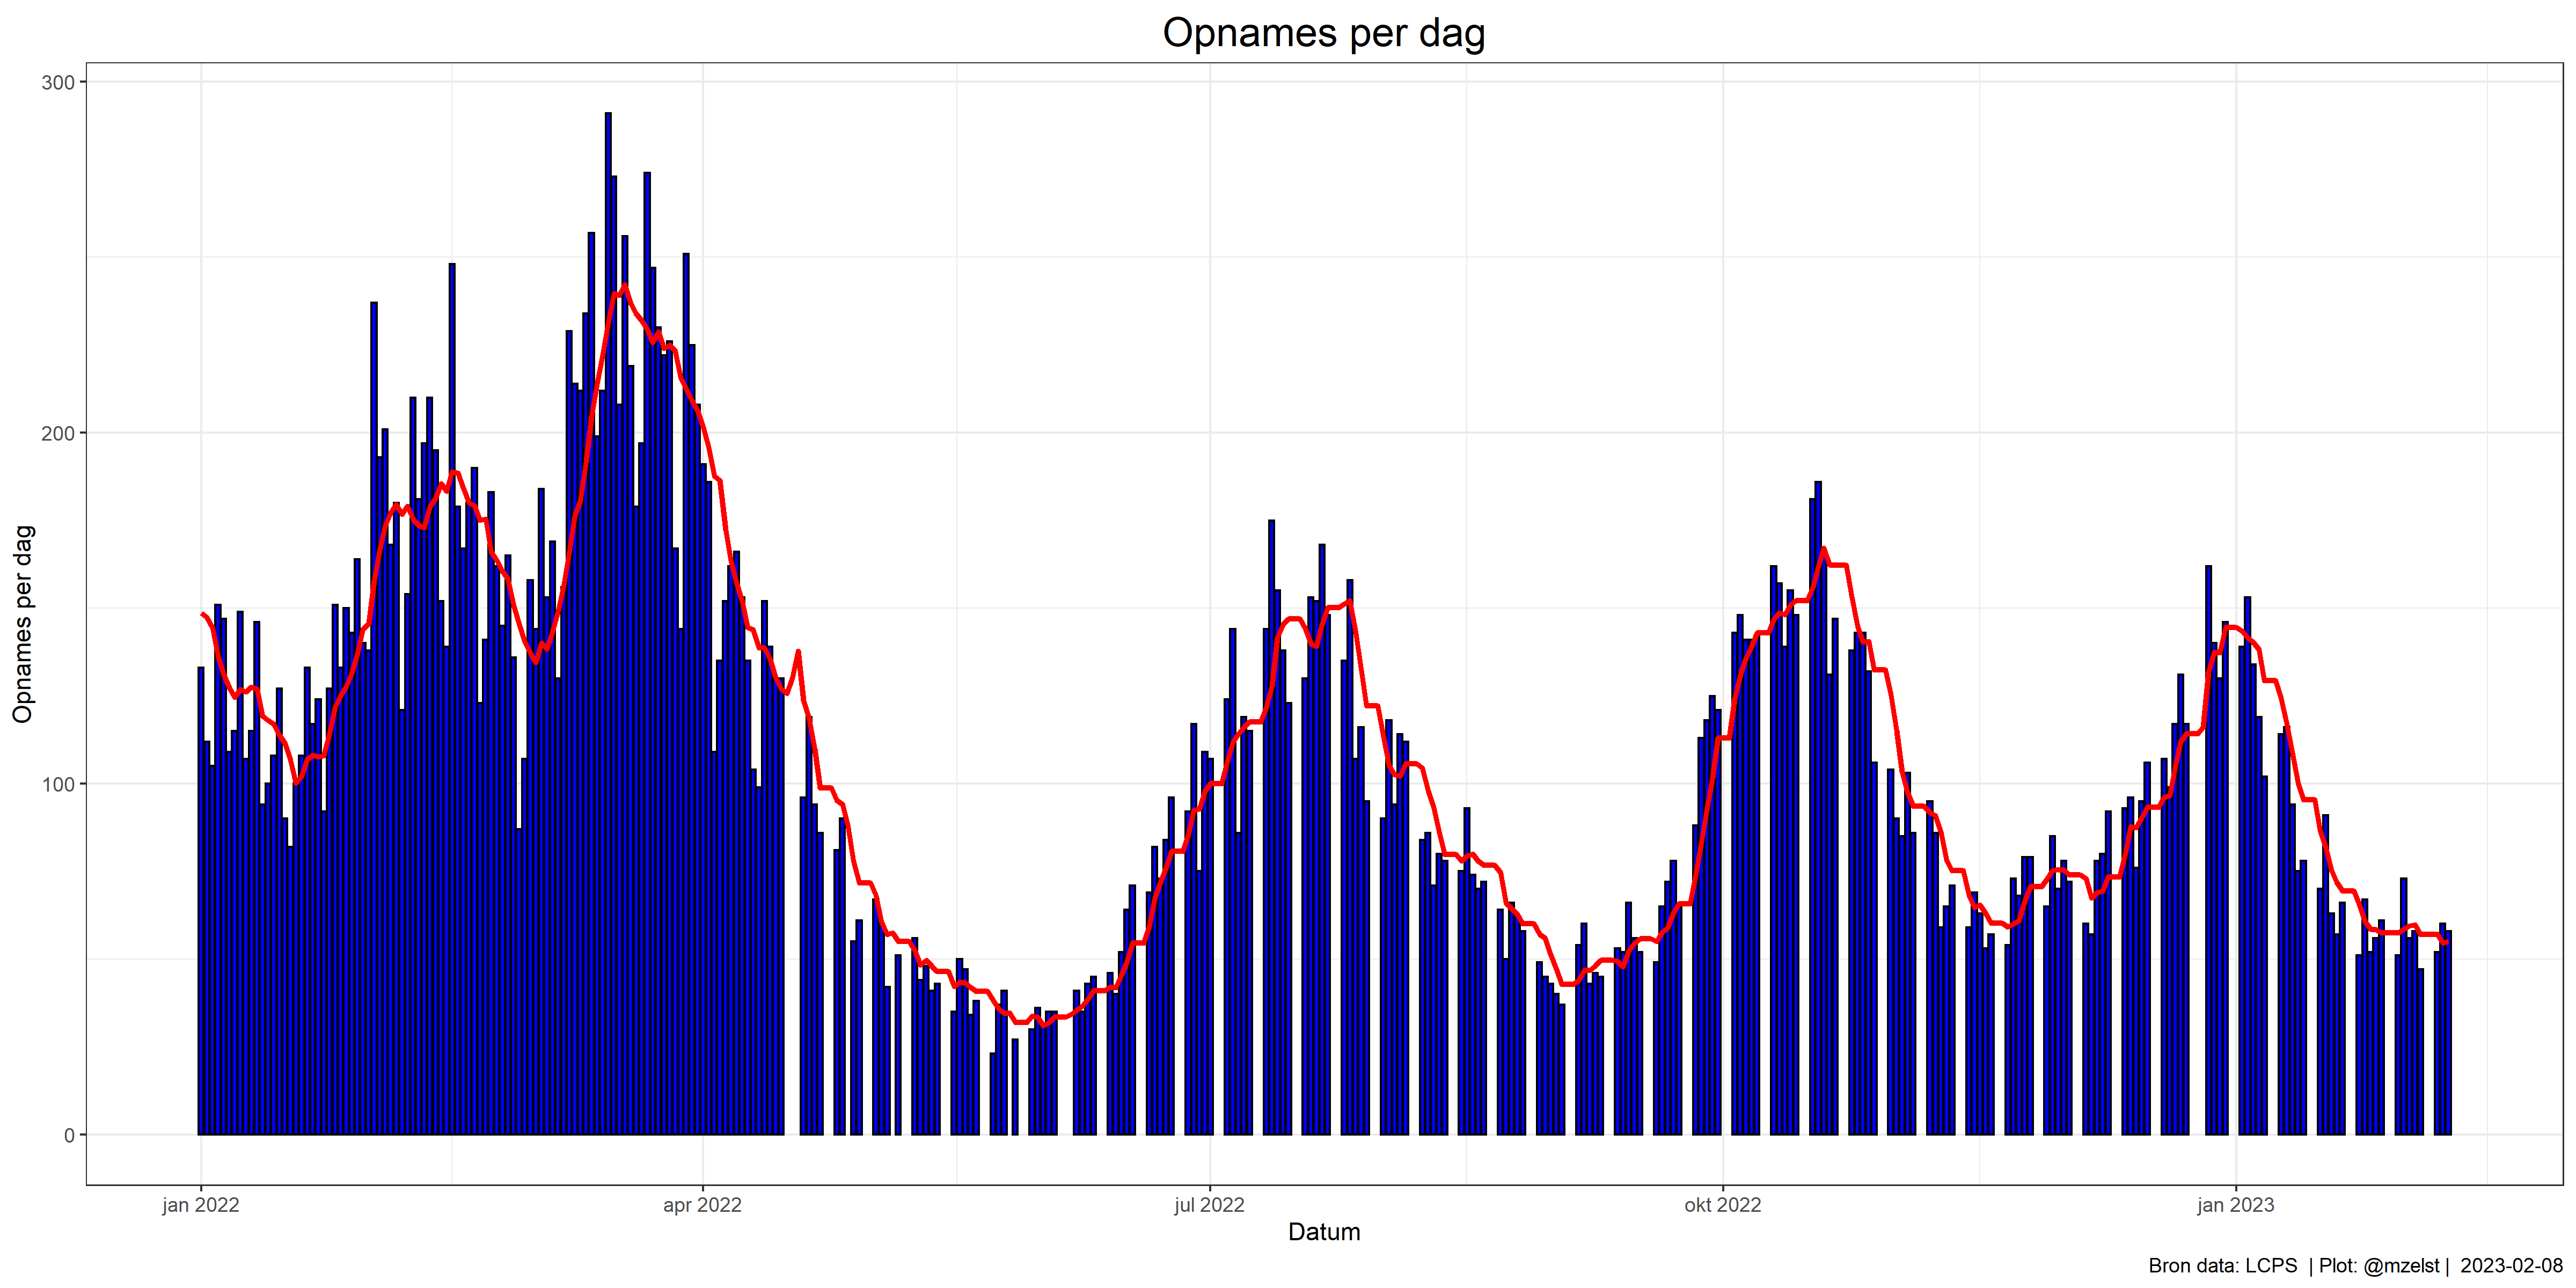 Opnames per dag
Opnames per dag
300
200
100
0
jan 2022
apr 2022
jul 2022
okt 2022
jan 2023
Datum
Bron data: LCPS | Plot: @mzelst | 2023-02-08